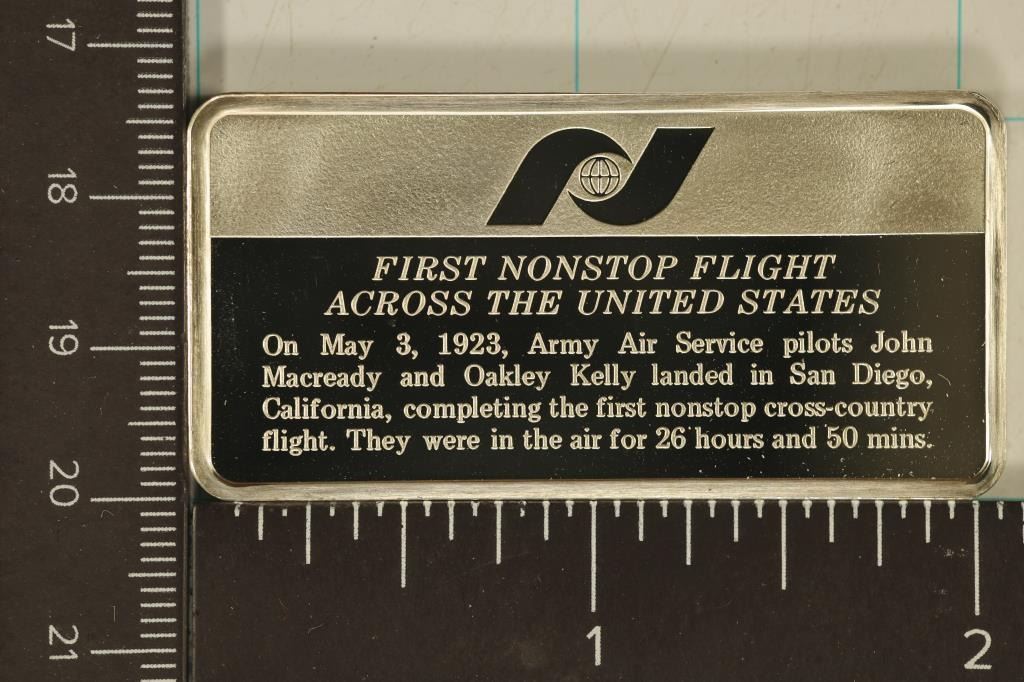 FIRST NONSTOP FLIGHT
ACROSS THE UNITED STATES
On May 3, 1923, Army Air Service pilots John
Macready and Oakley Kelly landed in San Diego,
California, completing the first nonstop cross-country
flight. They were in the air for 26 hours and 50 mins.
17
18
19
20
21
1
2